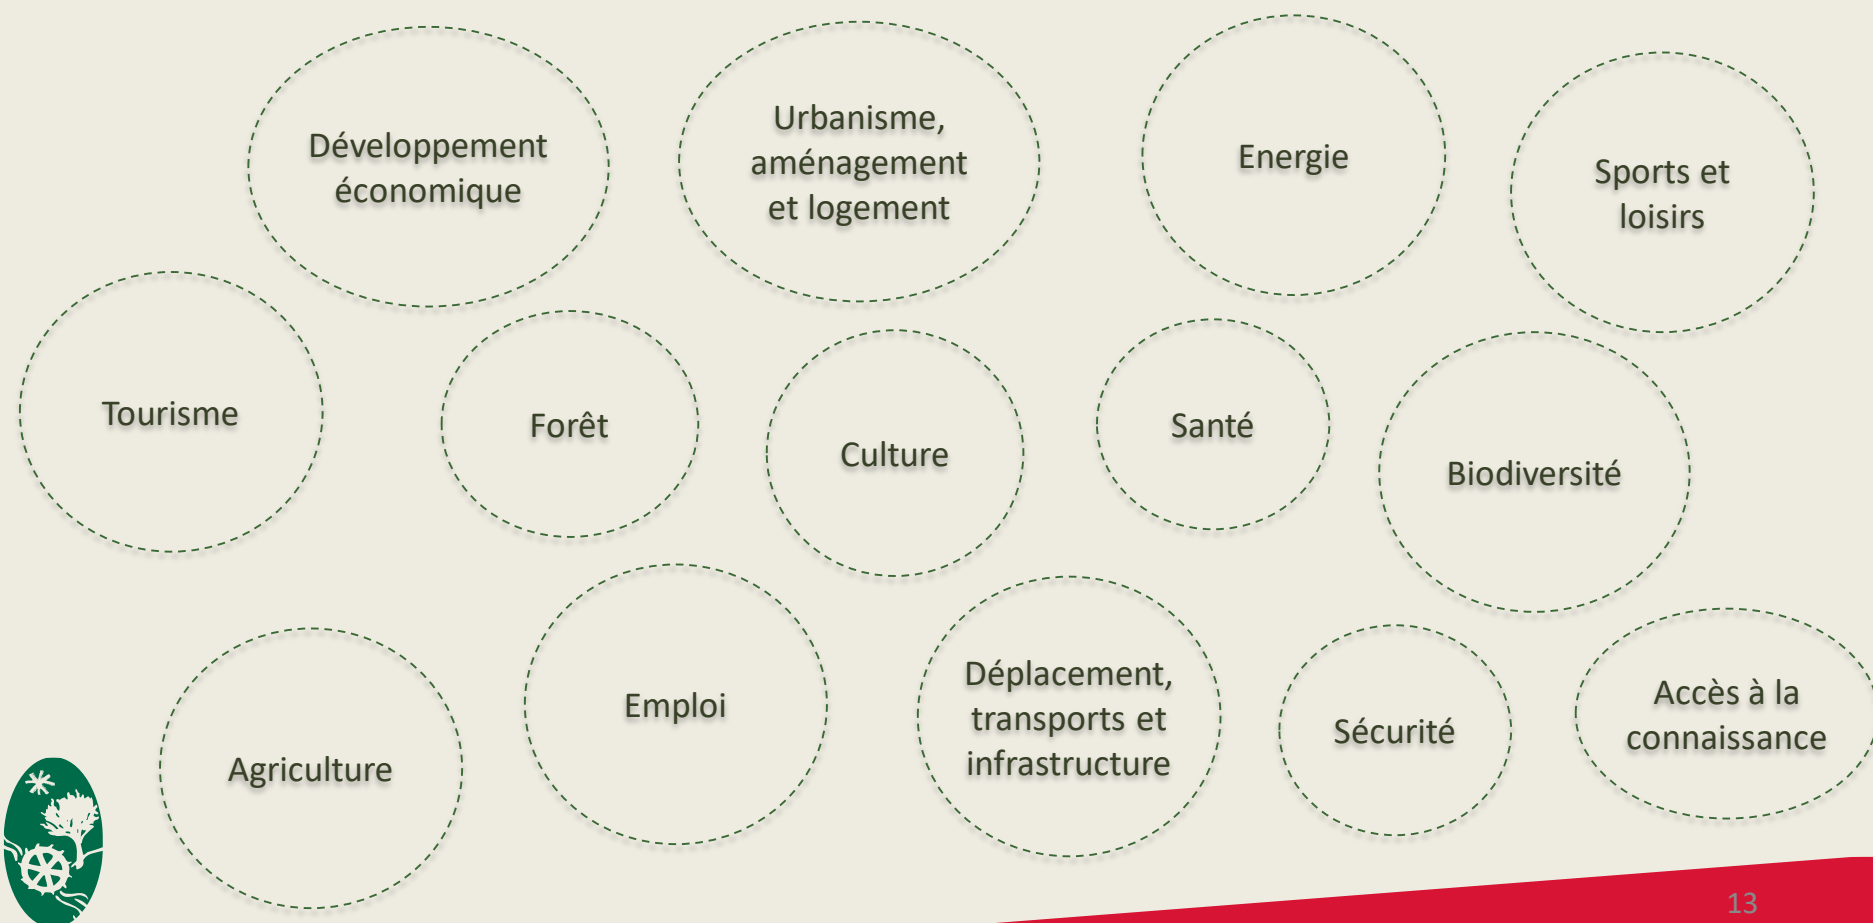 Développement
économique
Urbanisme,
aménagement
et logement
Energie
Sports et
loisirs
Tourisme
Forêt
Culture
Santé
Biodiversité
Agriculture
Emploi
Déplacement,
transports et
infrastructure
Sécurité
Accès à la
connaissance
13